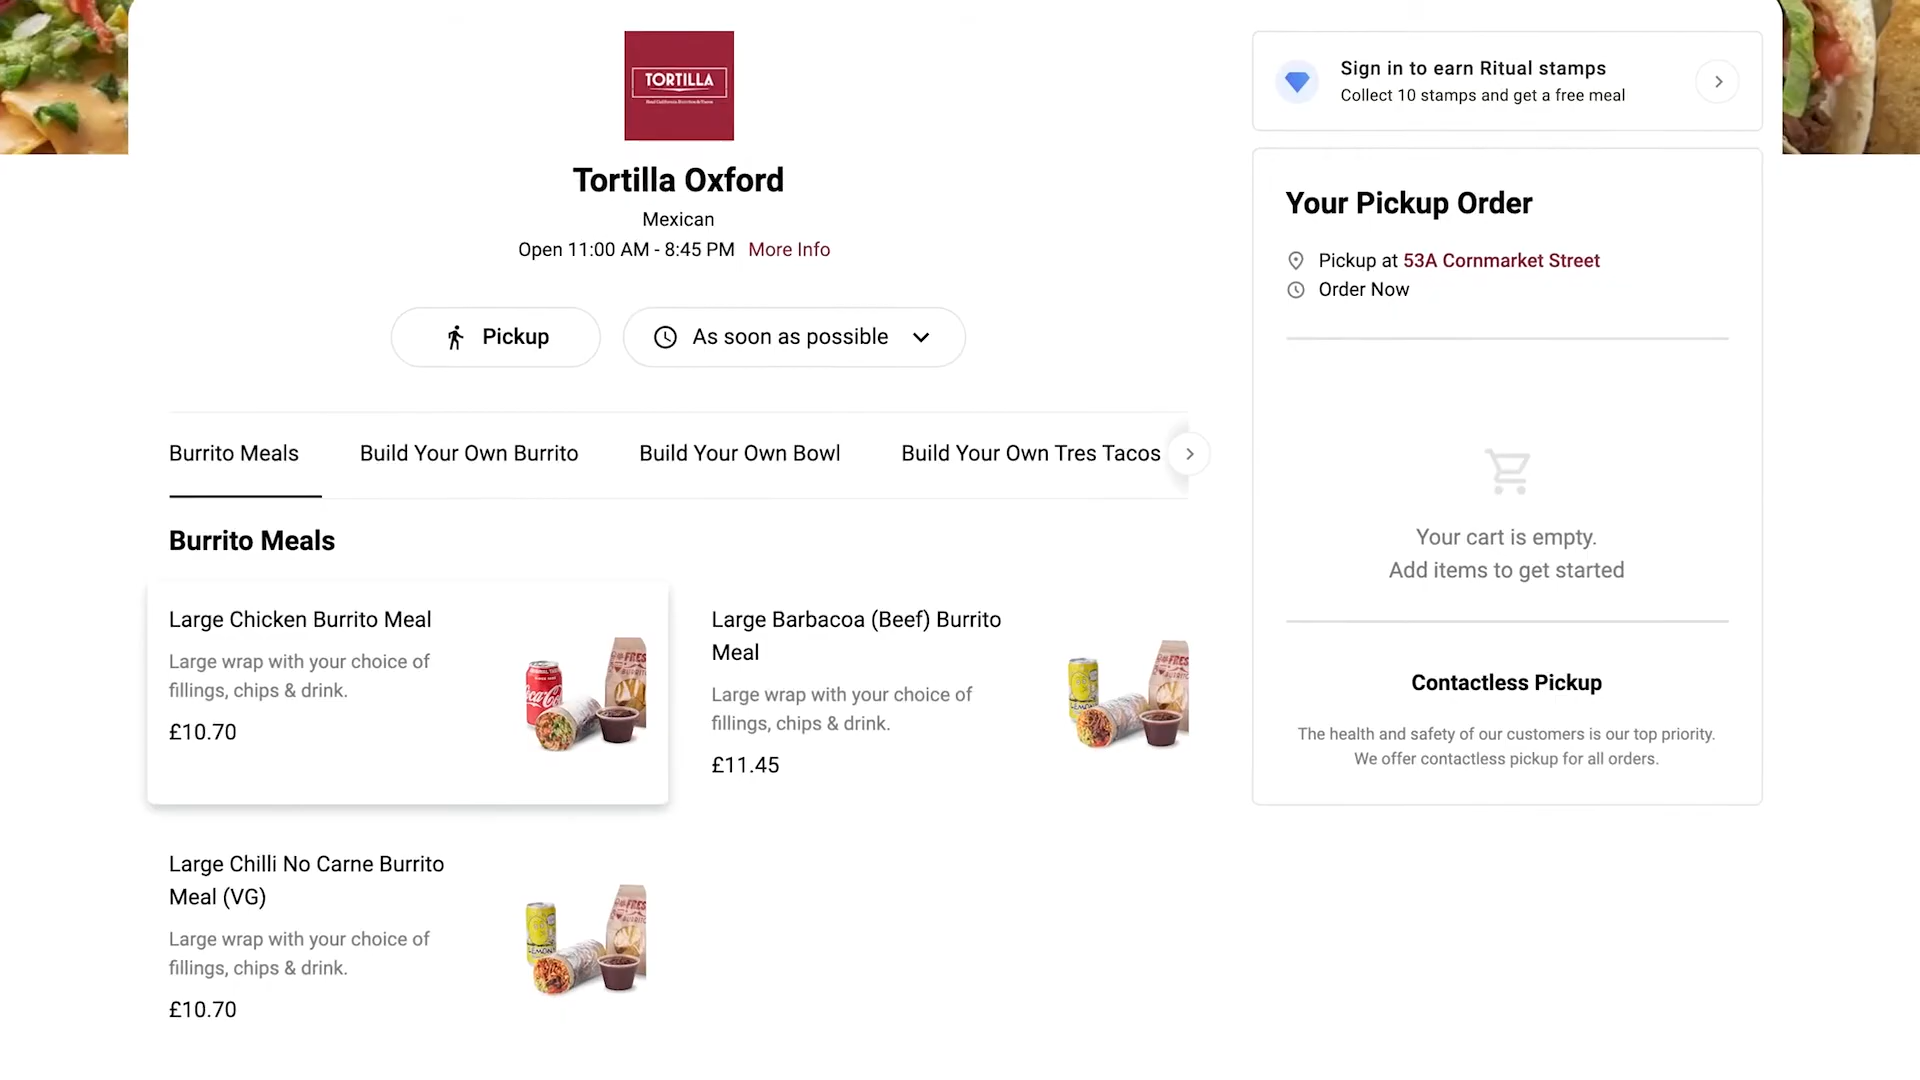 TORTILLA
Tortilla Oxford
Mexican
Open 11:00 AM - 8:45 PM More Info
Pickup
As soon as possible
Burrito Meals
Build Your Own Burrito
Build Your Own Bowl
Build Your Own Tres Tacos
Burrito Meals
Large Chicken Burrito Meal
Large wrap with your choice of
fillings, chips & drink.
£10.70
Large Barbacoa (Beef) Burrito
Meal
Large wrap with your choice of
fillings, chips & drink.
£11.45
Large Chilli No Carne Burrito
Meal (VG)
Large wrap with your choice of
fillings, chips & drink.
£10.70
Sign in to earn Ritual stamps
Collect 10 stamps and get a free meal
Your Pickup Order
Pickup at 53A Cornmarket Street
Order Now
Your cart is empty.
Add items to get started
Contactless Pickup
The health and safety of our customers is our top priority.
We offer contactless pickup for all orders.